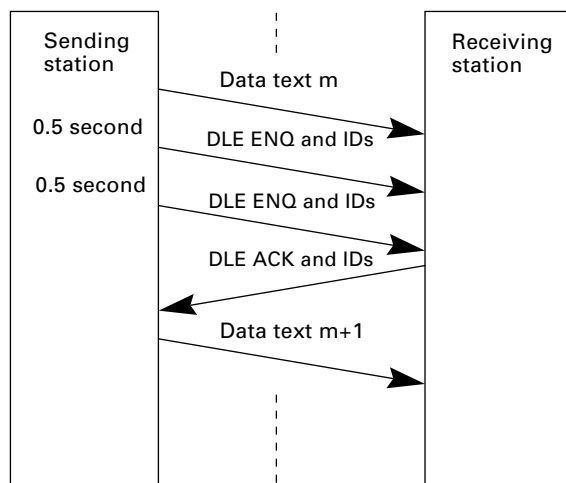 Sending
station
Receiving
station
Data text m
0.5 second
DLE ENQ and IDs
0.5 second
DLE ENQ and IDs
DLE ACK and IDs
Data text m+1